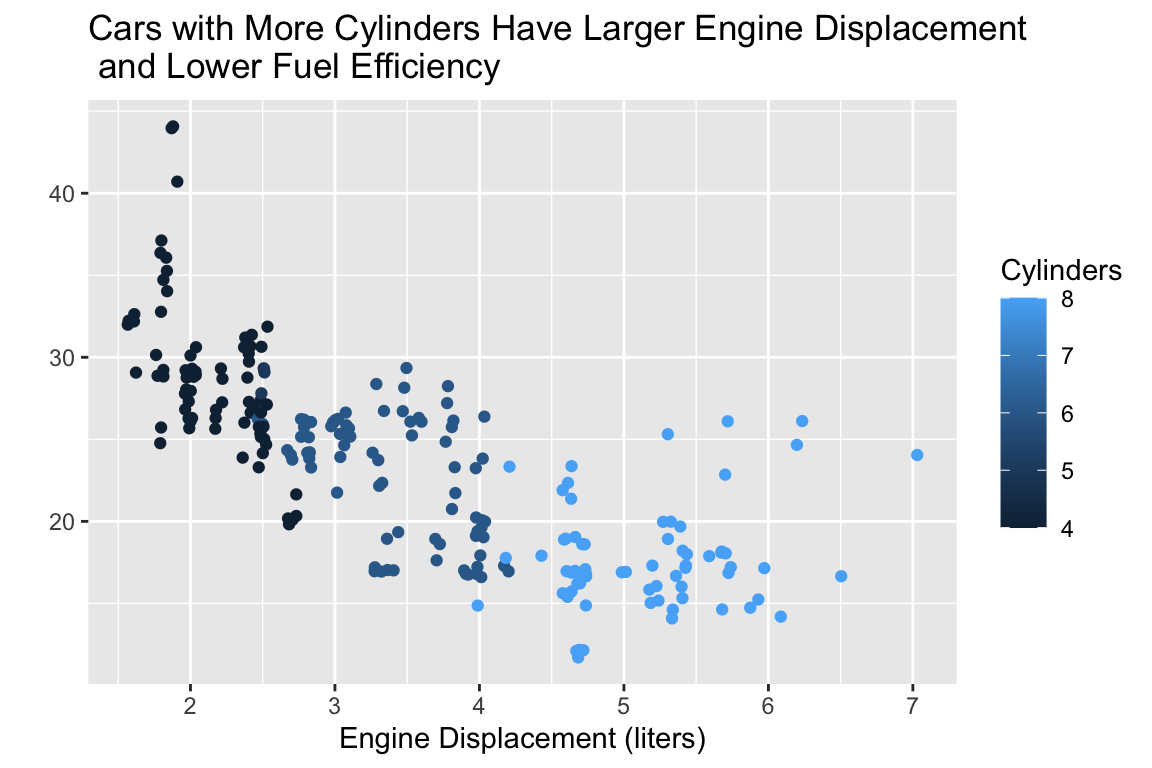 Cars with More Cylinders Have Larger Engine Displacement
and Lower Fuel Efficiency
40
30
20
2 3 4 5 6 7
Engine Displacement (liters)
Cylinders
8
7
6
5
4